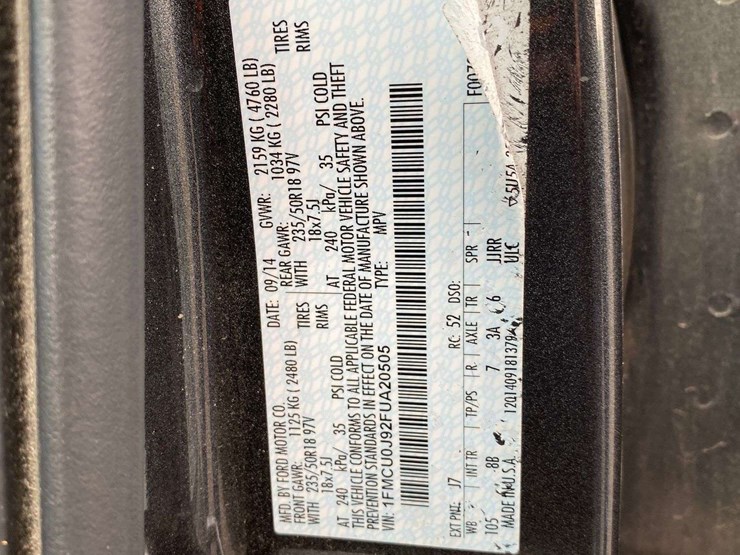 MFD. BY FORD MOTOR CO.
DATE: 09/14 GVWR: 2159 KG ( 4760 LB)
FRONT GAWR: 1125 KG ( 2480 LB) REAR GAWR: 1034 KG ( 2280 LB)
WITH 235/50R18 97V TIRES WITH 235/50R18 97V TIRES
18x7.5J RIMS 18x7.5J RIMS
AT 240 kPa/ 35 PSI COLD AT 240 kPa/ 35 PSI COLD
THIS VEHICLE CONFORMS TO ALL APPLICABLE FEDERAL MOTOR VEHICLE SAFETY AND THEFT
PREVENTION STANDARDS IN EFFECT ON THE DATE OF MANUFACTURE SHOWN ABOVE.
VIN: 1FMCU0J92FUA20505 TYPE: MPV
EXT PNT: J7 RC: 52 DSO:
WB INT TR TP/PS R AXLE TR SPR
105 8B 7 3A 6 JJRR
MADE IN U.S.A. ULC